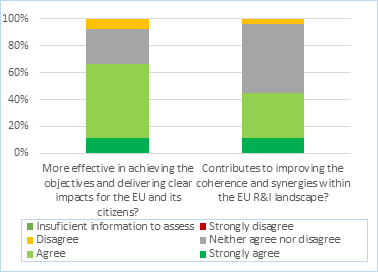 100%
80%
60%
40%
20%
0%
More effective in achieving the
objectives and delivering clear
impacts for the EU and its
citizens?
Contributes to improving the
coherence and synergies within
the EU R&I landscape?
Insuficient information to assess
Strongly disagree
Disagree
Neither agree nor disagree
Agree
Strongly agree